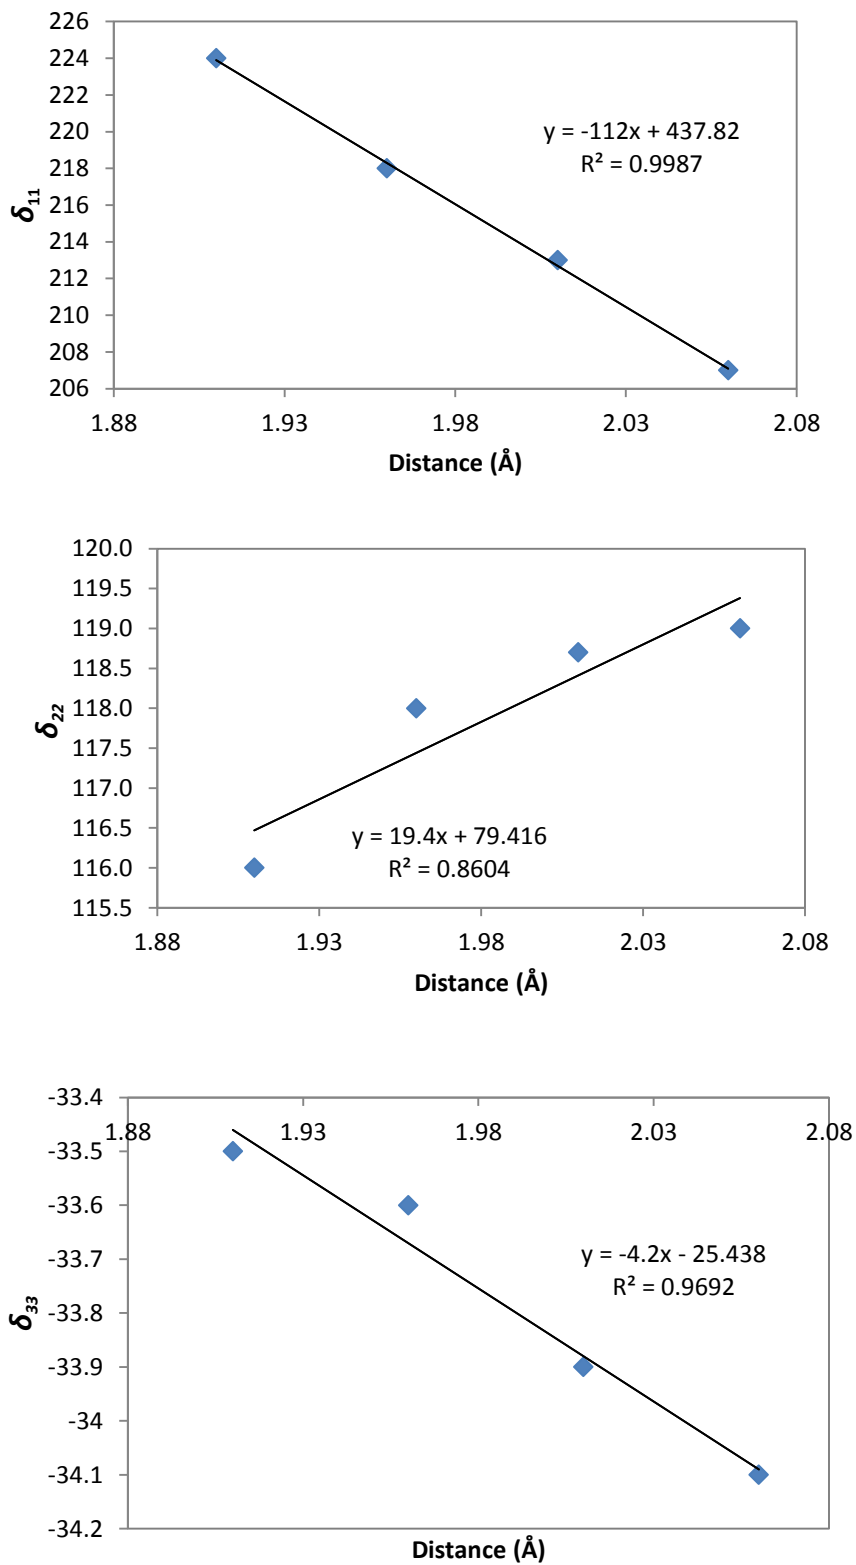 226
224
222
220
218
216
214
212
210
208
206
δ11
y = -112x + 437.82
R² = 0.9987
1.88 1.93 1.98 2.03 2.08
Distance (Å)
120.0
119.5
119.0
118.5
118.0
117.5
117.0
116.5
116.0
115.5
δ22
y = 19.4x + 79.416
R² = 0.8604
1.88 1.93 1.98 2.03 2.08
Distance (Å)
-33.4
1.88 1.93 1.98 2.03 2.08
-33.5
-33.6
-33.7
-33.8
-33.9
-34
-34.1
-34.2
δ33
y = -4.2x - 25.438
R² = 0.9692
Distance (Å)